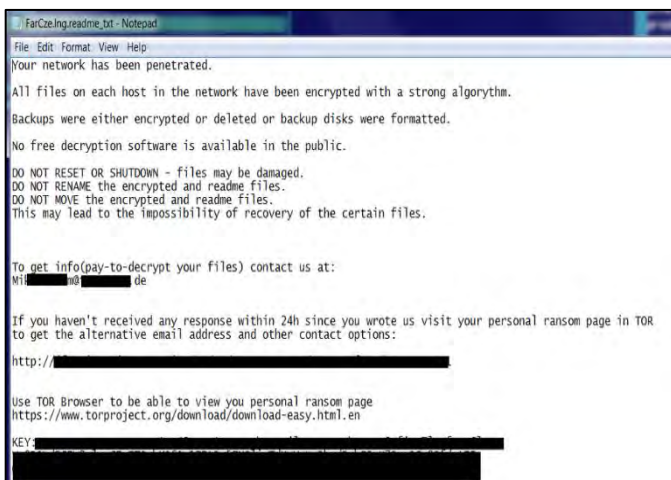 FarCze.lng.readme_txt - Notepad
File Edit Format View Help
Your network has been penetrated.
All files on each host in the network have been encrypted with a strong algorythm.
Backups were either encrypted or deleted or backup disks were formatted.
No free decryption software is available in the public.
DO NOT RESET OR SHUTDOWN - files may be damaged.
DO NOT RENAME the encrypted and readme files.
DO NOT MOVE the encrypted and readme files.
This may lead to the impossibility of recovery of the certain files.
To get info(pay-to-decrypt your files) contact us at:
.de
If you haven't received any response within 24h since you wrote us visit your personal ransom page in TOR
to get the alternative email address and other contact options:
http://
Use TOR Browser to be able to view you personal ransom page
https://www.torproject.org/download/download-easy.html.en
KEY: